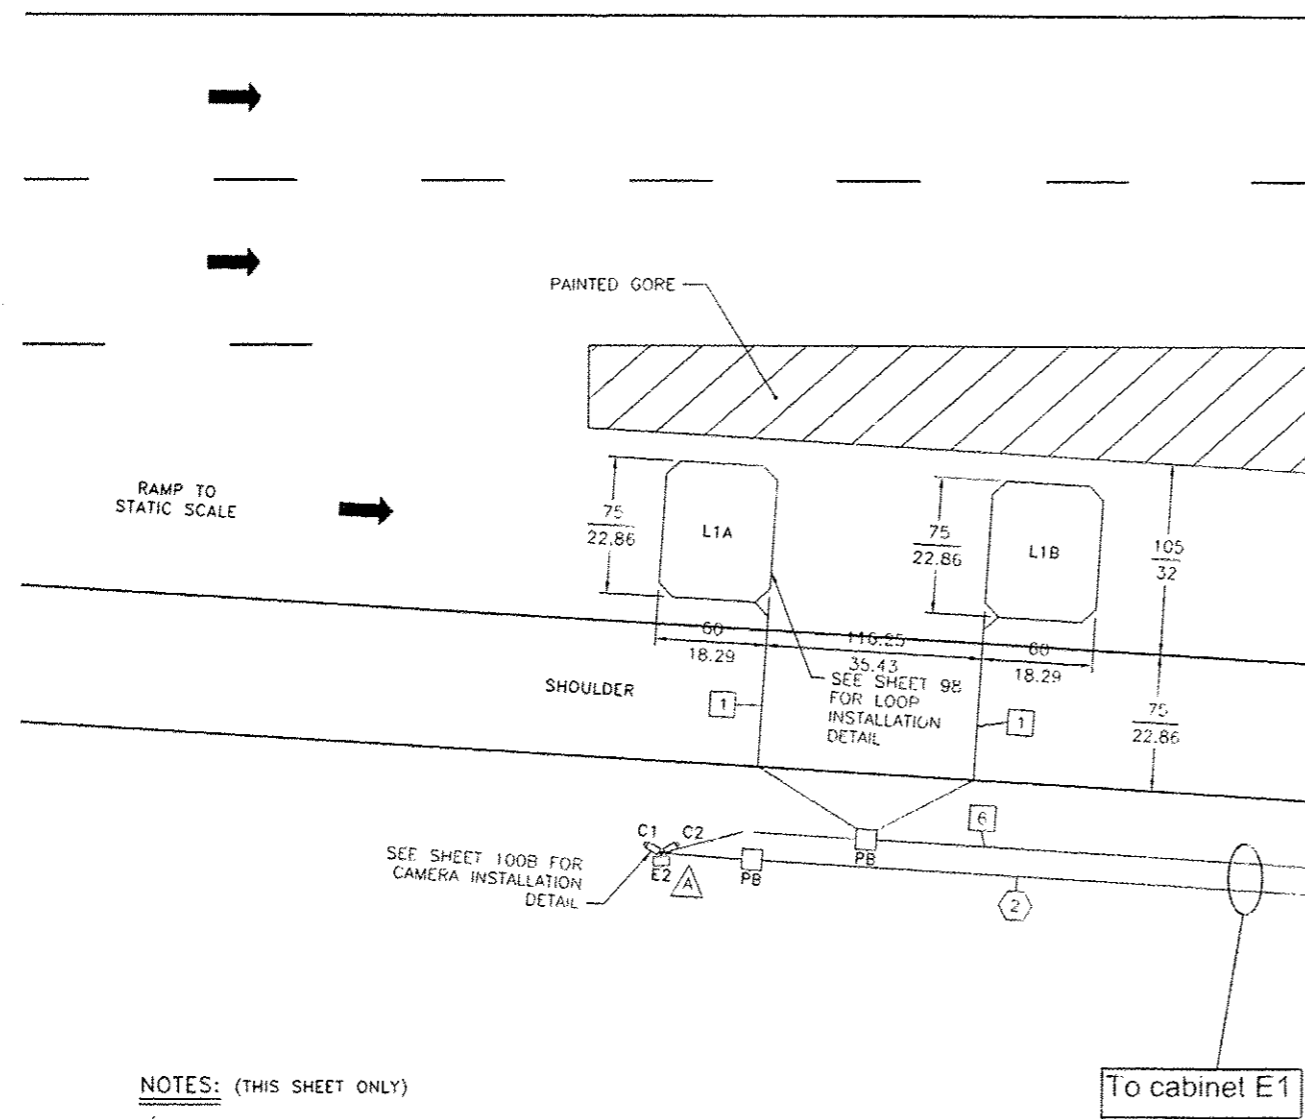 PAINTED GORE
RAMP TO
STATIC SCALE
75
22.86
L1A
75
22.86
L1B
105
32
60
18.29
116.25
35.43
60
18.29
SHOULDER
1
SEE SHEET 98
FOR LOOP
INSTALLATION
DETAIL
1
75
22.86
C1 C2
6
SEE SHEET 100B FOR
CAMERA INSTALLATION
DETAIL
E2
A
PB
PB
2
NOTES: (THIS SHEET ONLY)
To cabinet E1